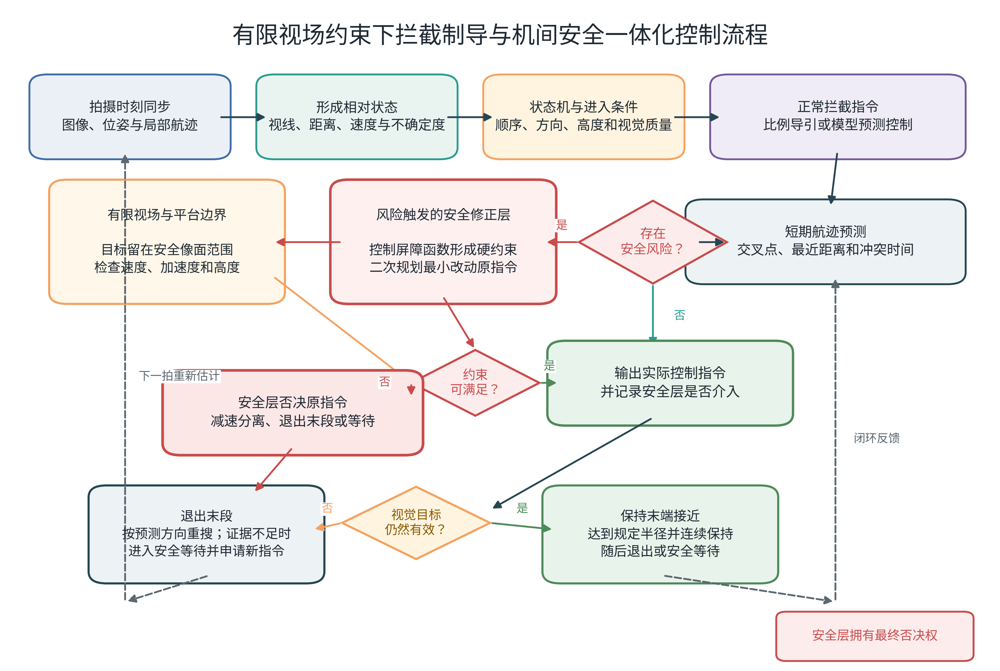 有限视场约束下拦截制导与机间安全一体化控制流程
拍摄时刻同步
图像、位姿与局部航迹
形成相对状态
视线、距离、速度与不确定度
状态机与进入条件
顺序、方向、高度和视觉质量
正常拦截指令
比例导引或模型预测控制
有限视场与平台边界
目标留在安全像面范围
检查速度、加速度和高度
风险触发的安全修正层
控制屏障函数形成硬约束
二次规划最小改动原指令
是
存在
安全风险？
短期航迹预测
交叉点、最近距离和冲突时间
否
下一拍重新估计
安全层否决原指令
减速分离、退出末段或等待
否
约束
可满足？
是
输出实际控制指令
并记录安全层是否介入
闭环反馈
退出末段
按预测方向重搜；证据不足时
进入安全等待并申请新指令
否
视觉目标
仍然有效？
是
保持末端接近
达到规定半径并连续保持
随后退出或安全等待
安全层拥有最终否决权